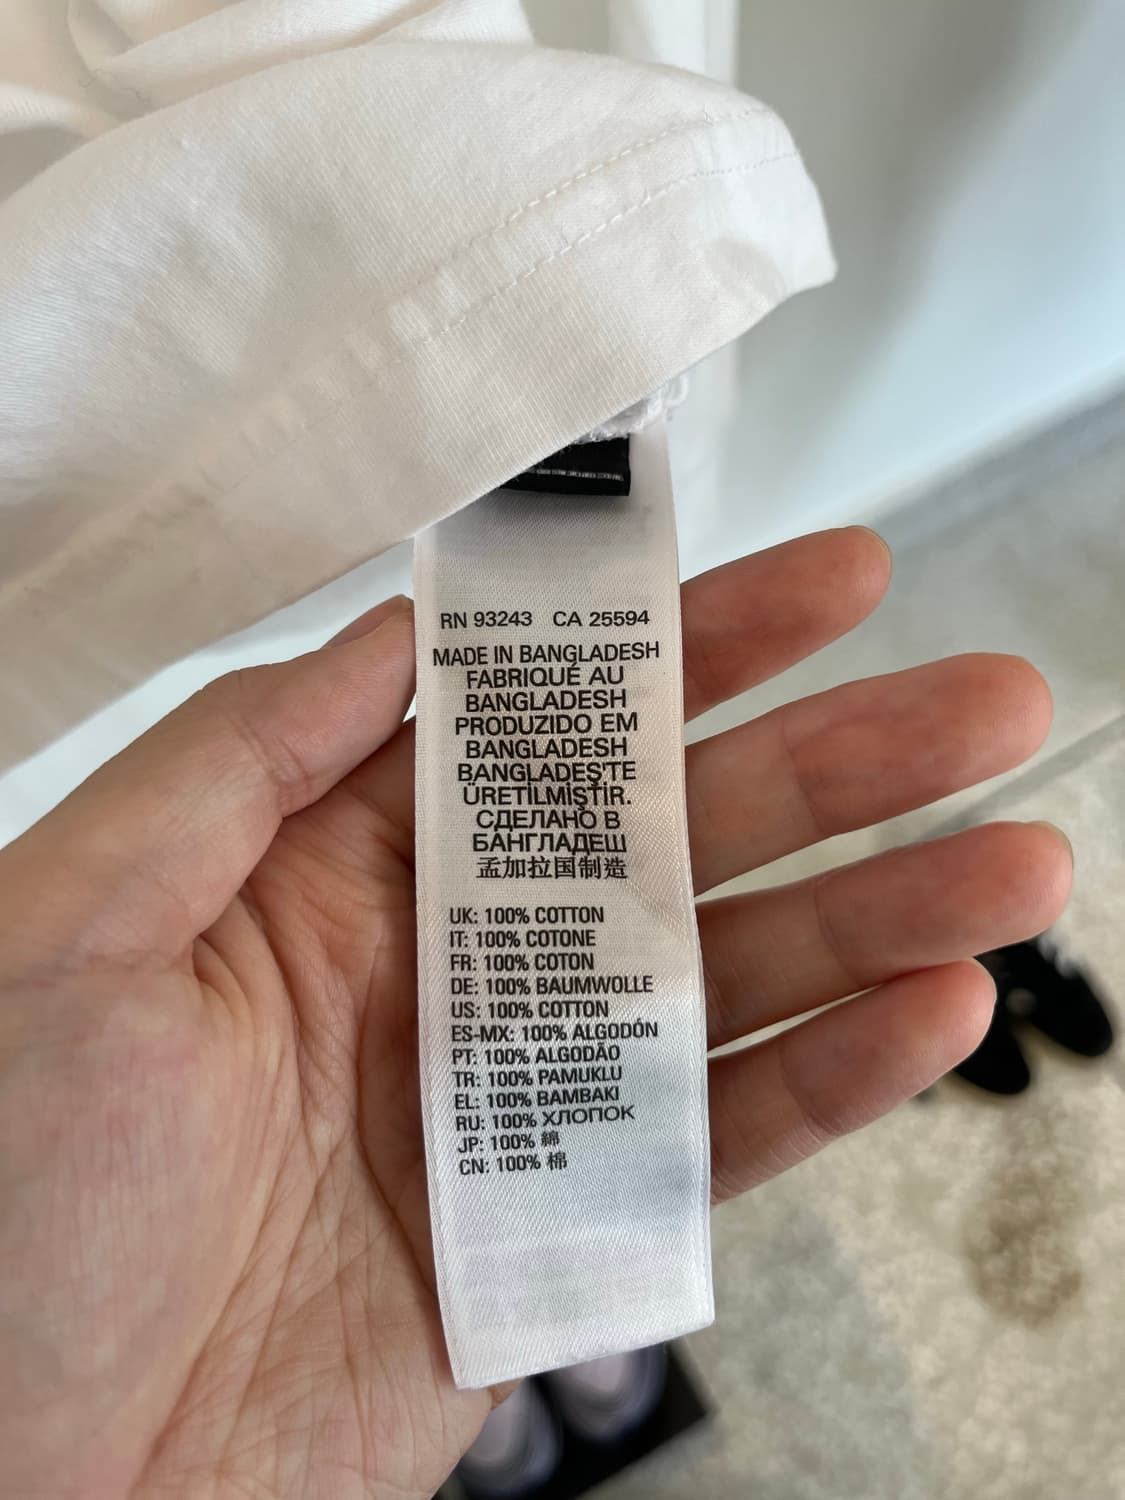 RN 93243 CA 25594
MADE IN BANGLADESH
FABRIQUÉ AU
BANGLADESH
PRODUZIDO EM
BANGLADESH
BANGLADEŞ'TE
ÜRETİLMİŞTİR.
СДЕЛАНО В
БАНГЛАДЕШ
孟加拉国制造
UK: 100% COTTON
IT: 100% COTONE
FR: 100% COTON
DE: 100% BAUMWOLLE
US: 100% COTTON
ES-MX: 100% ALGODÓN
PT: 100% ALGODÃO
TR: 100% PAMUKLU
EL: 100% ΒΑΜΒΑΚΙ
RU: 100% ХЛОПОК
JP: 100% 綿
CN: 100% 棉